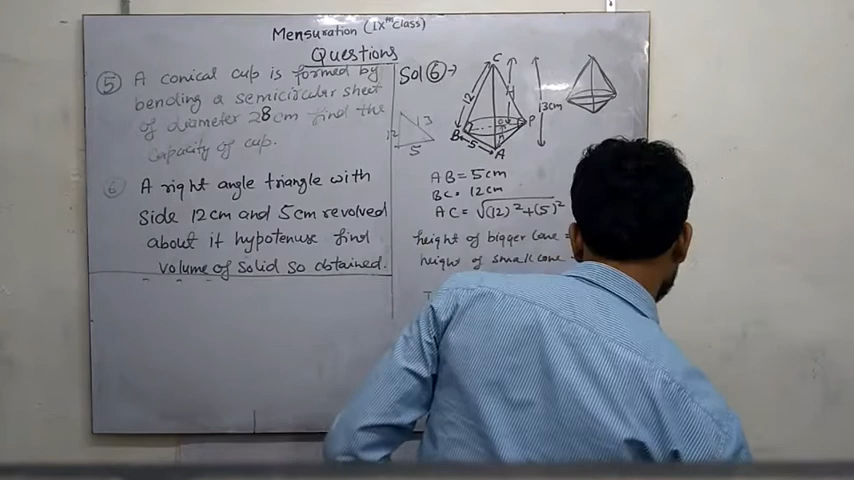 Mensuration (IXth class)
Questions
5 A conical cup is formed by
bending a semicircular sheet
of diameter 28cm find the
capacity of cup.
6 A right angle triangle with
side 12cm and 5cm revolved
about it hypotenuse find
volume of solid so obtained.
12 13
5
Sol 6 →
C
12
H
13cm
B
P
5
A
AB = 5cm
BC = 12cm
AC = √(12)²+(5)²
height of bigger cone =
height of small cone